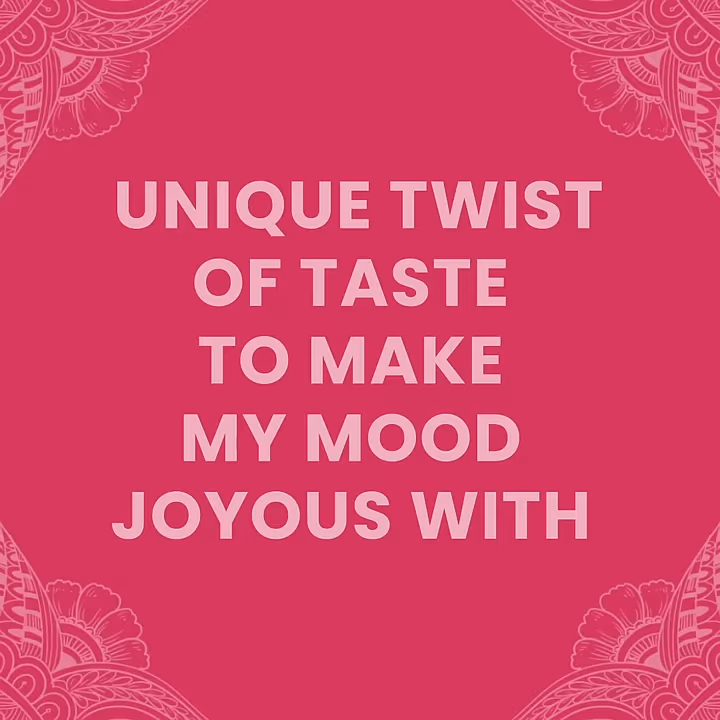 UNIQUE TWIST
OF TASTE
TO MAKE
MY MOOD
JOYOUS WITH